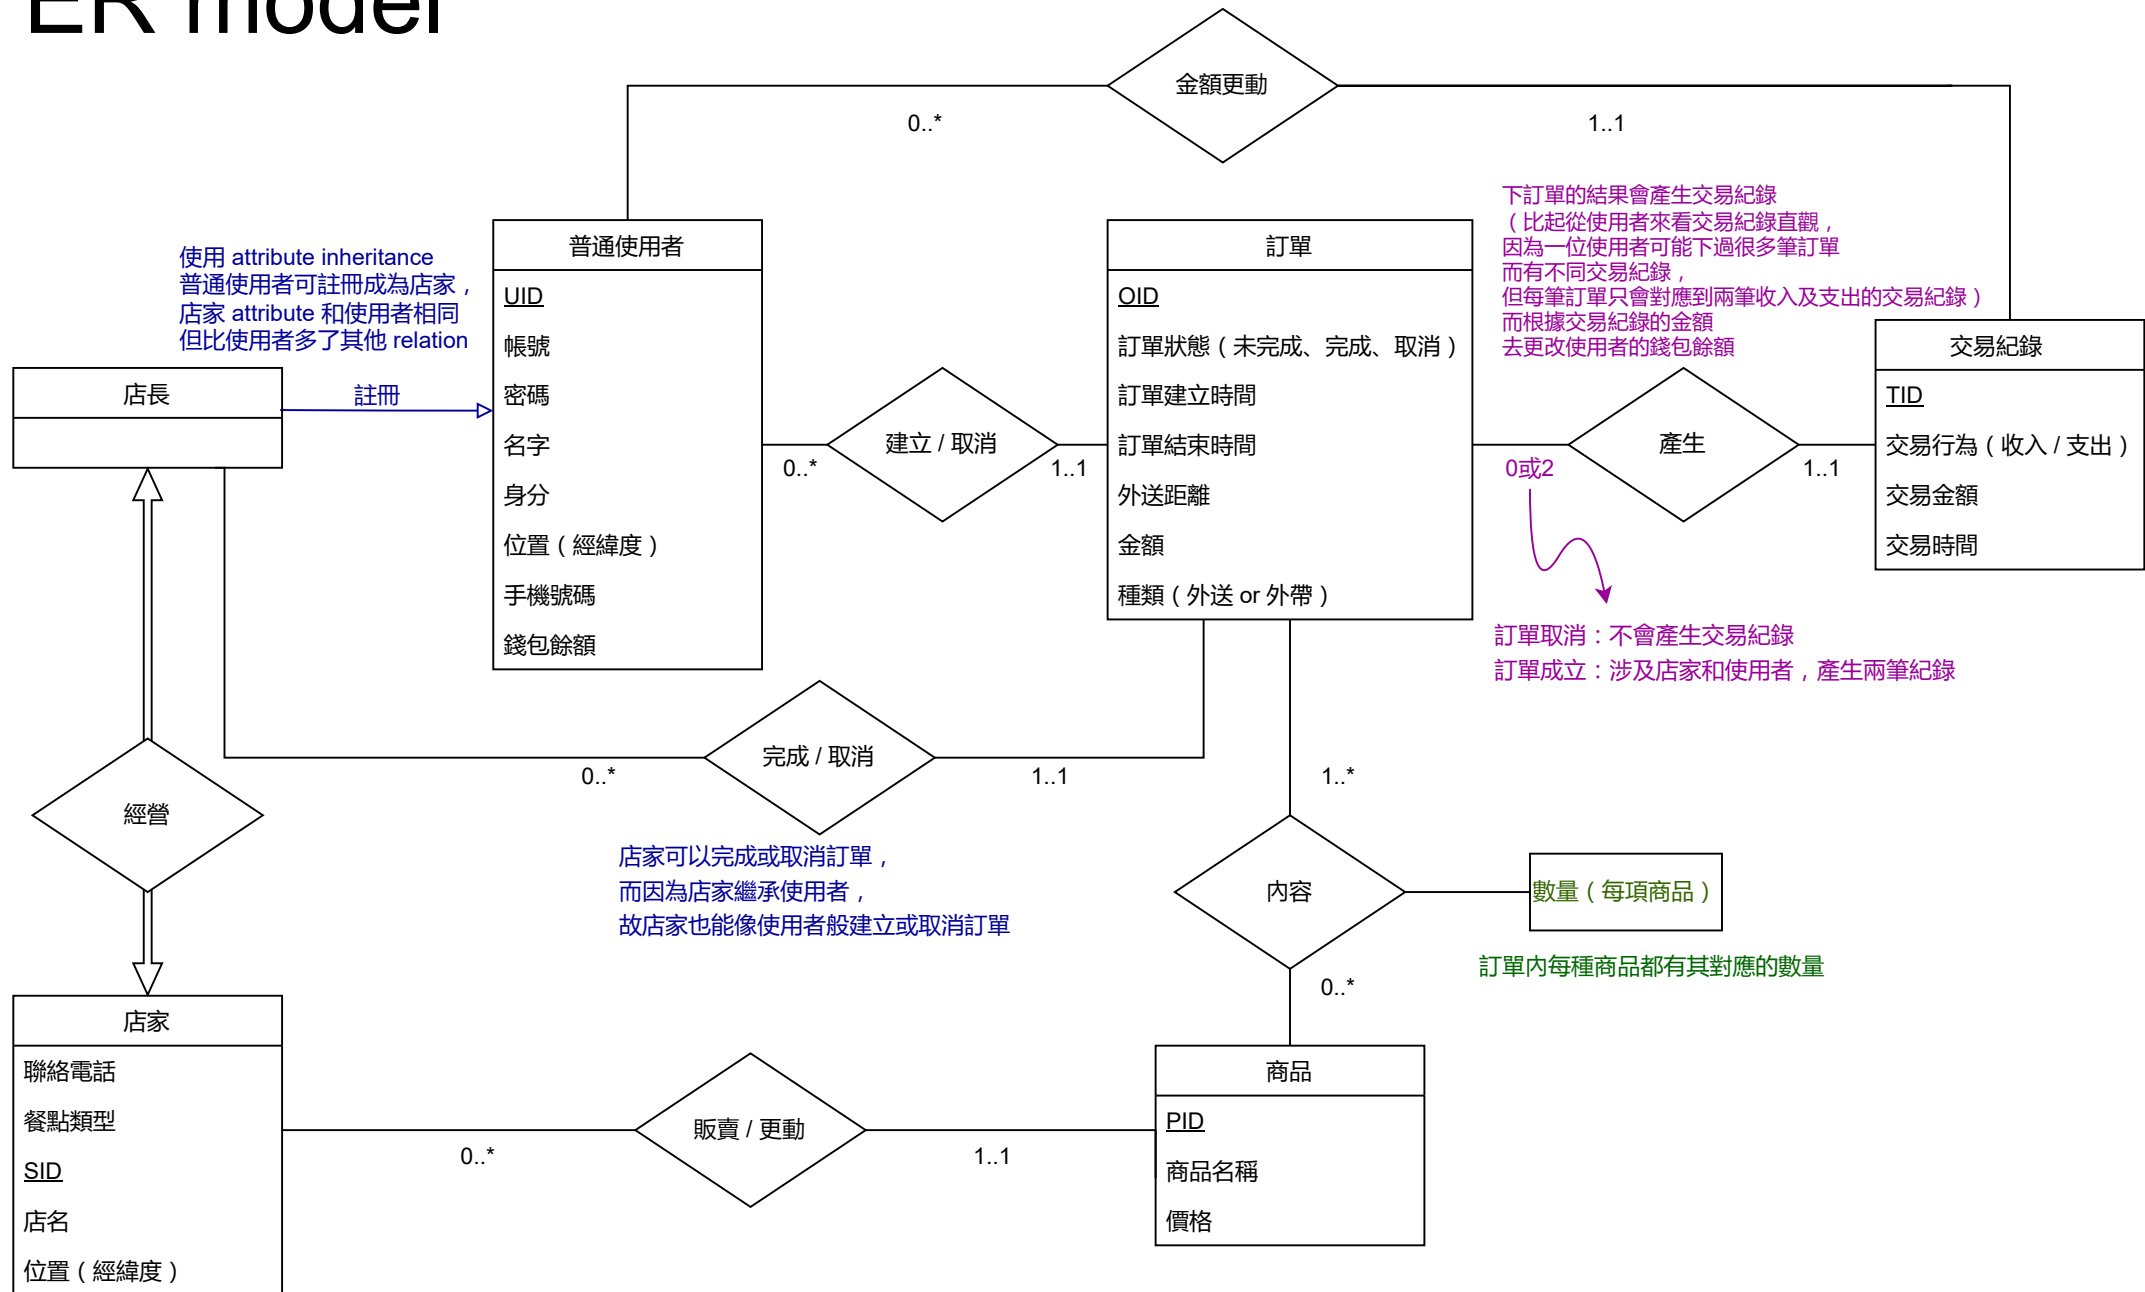 ER model
金額更動
0..*
1..1
下訂單的結果會產生交易紀錄
（比起從使用者來看交易紀錄直觀，
因為一位使用者可能下過很多筆訂單
而有不同交易紀錄，
但每筆訂單只會對應到兩筆收入及支出的交易紀錄）
而根據交易紀錄的金額
去更改使用者的錢包餘額
使用 attribute inheritance
普通使用者可註冊成為店家，
店家 attribute 和使用者相同
但比使用者多了其他 relation
店長
註冊
普通使用者
UID
帳號
密碼
名字
身分
位置（經緯度）
手機號碼
錢包餘額
建立 / 取消
0..*
1..1
訂單
OID
訂單狀態（未完成、完成、取消）
訂單建立時間
訂單結束時間
外送距離
金額
種類（外送 or 外帶）
產生
0或2
1..1
交易紀錄
TID
交易行為（收入 / 支出）
交易金額
交易時間
訂單取消：不會產生交易紀錄
訂單成立：涉及店家和使用者，產生兩筆紀錄
完成 / 取消
0..*
1..1
1..*
經營
店家可以完成或取消訂單，
而因為店家繼承使用者，
故店家也能像使用者般建立或取消訂單
內容
數量（每項商品）
訂單內每種商品都有其對應的數量
0..*
店家
聯絡電話
餐點類型
SID
店名
位置（經緯度）
販賣 / 更動
0..*
1..1
商品
PID
商品名稱
價格